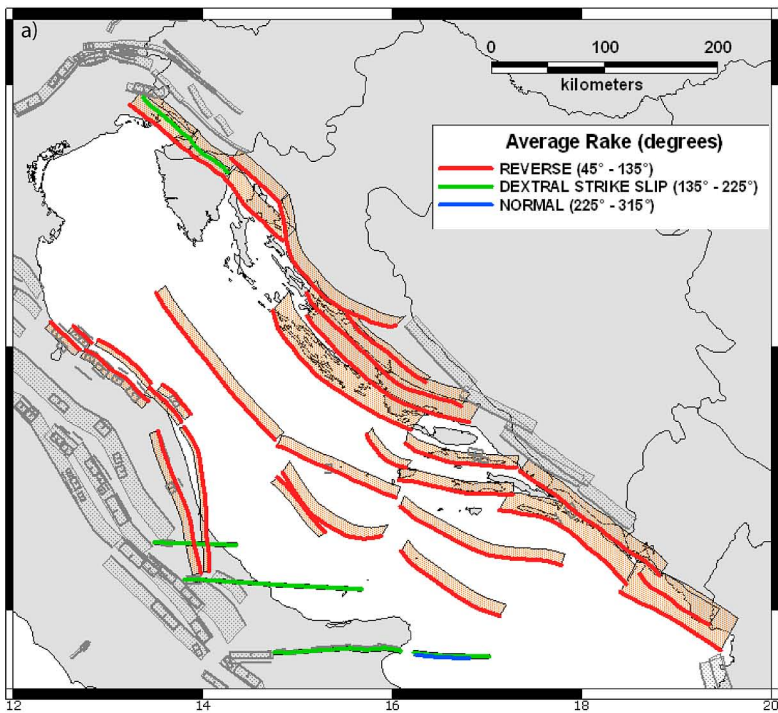 a)
0 100 200
kilometers
Average Rake (degrees)
REVERSE (45° - 135°)
DEXTRAL STRIKE SLIP (135° - 225°)
NORMAL (225° - 315°)
12 14 16 18 20